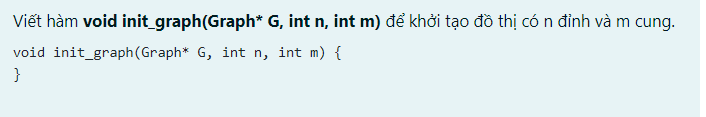 Viết hàm void init_graph(Graph* G, int n, int m) để khởi tạo đồ thị có n đỉnh và m cung.
void init_graph(Graph* G, int n, int m) {
}